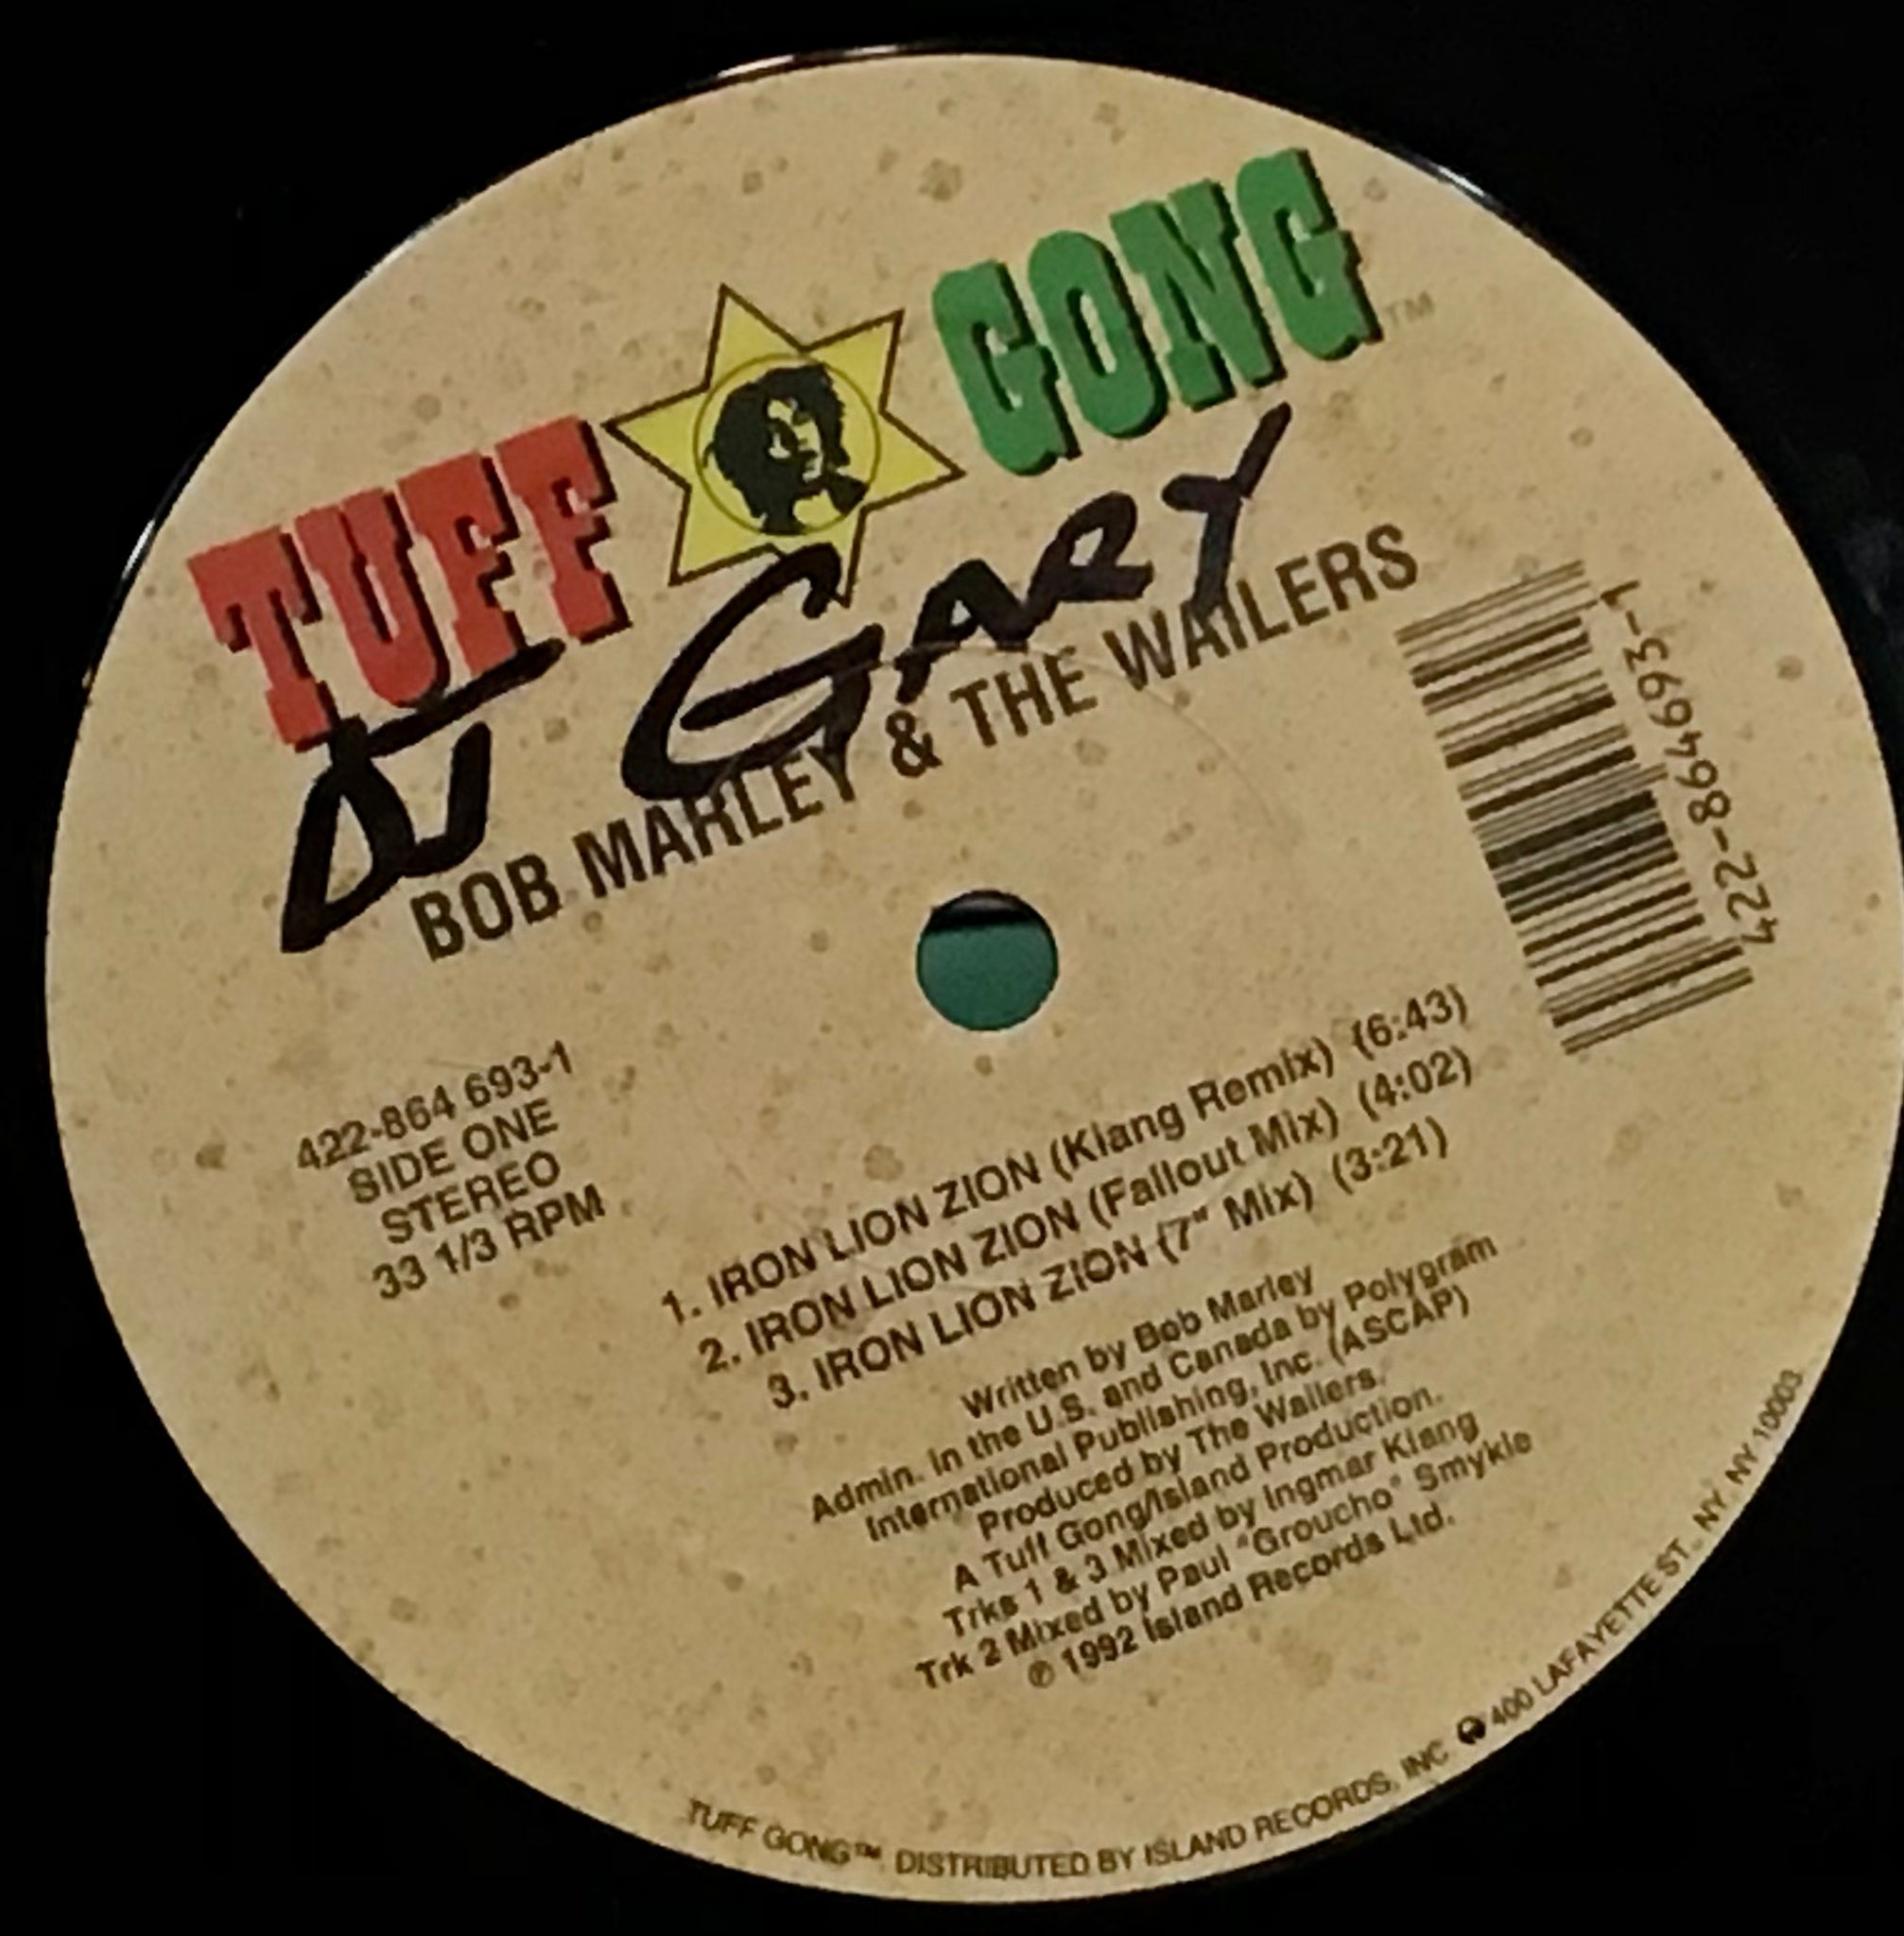 TUFF GONG™
DJ GARY
BOB MARLEY & THE WAILERS
422-864693-1
422-864 693-1
SIDE ONE
STEREO
33 1/3 RPM
1. IRON LION ZION (Klang Remix) (6:43)
2. IRON LION ZION (Fallout Mix) (4:02)
3. IRON LION ZION (7" Mix) (3:21)
Written by Bob Marley
Admin. in the U.S. and Canada by Polygram
International Publishing, Inc. (ASCAP)
Produced by The Wailers.
A Tuff Gong/Island Production.
Trks 1 & 3 Mixed by Ingmar Klang
Trk 2 Mixed by Paul "Groucho" Smykle
℗ 1992 Island Records Ltd.
TUFF GONG™ DISTRIBUTED BY ISLAND RECORDS, INC 400 LAFAYETTE ST., NY, NY 10003